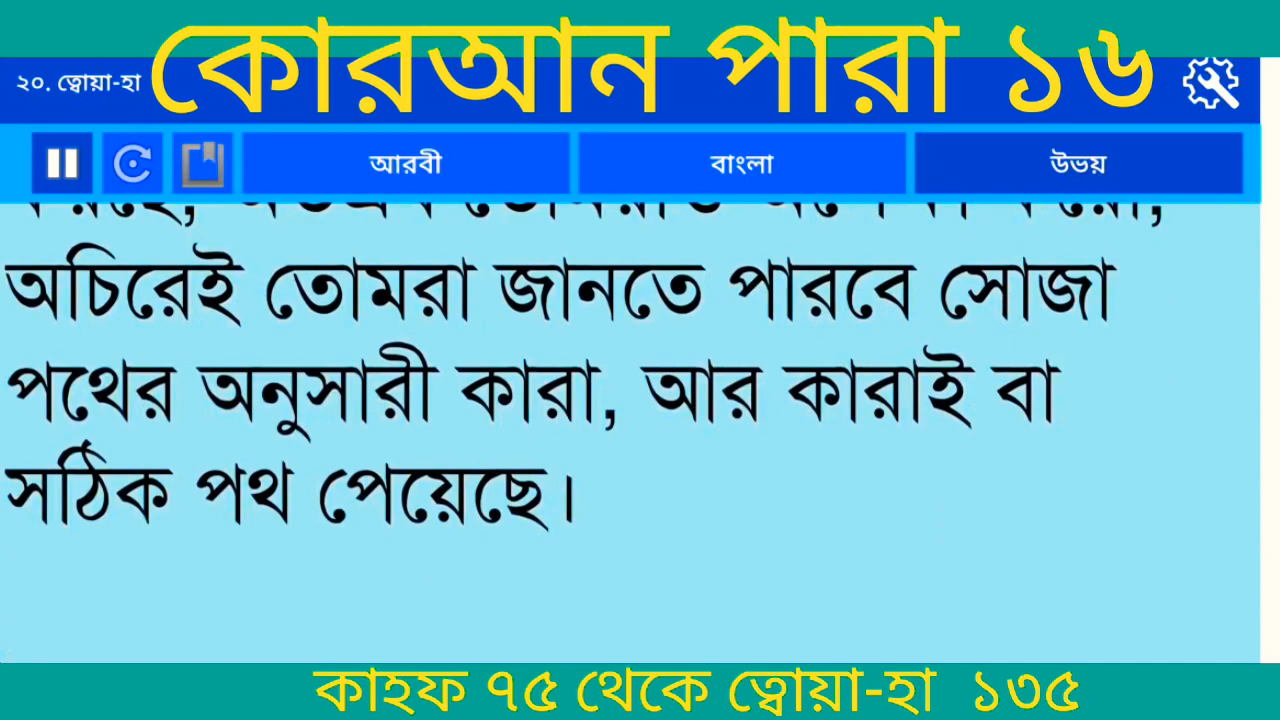 কোরআন পারা ১৬
২০. ত্বোয়া-হা
আরবী
বাংলা
উভয়
অচিরেই তোমরা জানতে পারবে সোজা
পথের অনুসারী কারা, আর কারাই বা
সঠিক পথ পেয়েছে।
কাহফ ৭৫ থেকে ত্বোয়া-হা ১৩৫